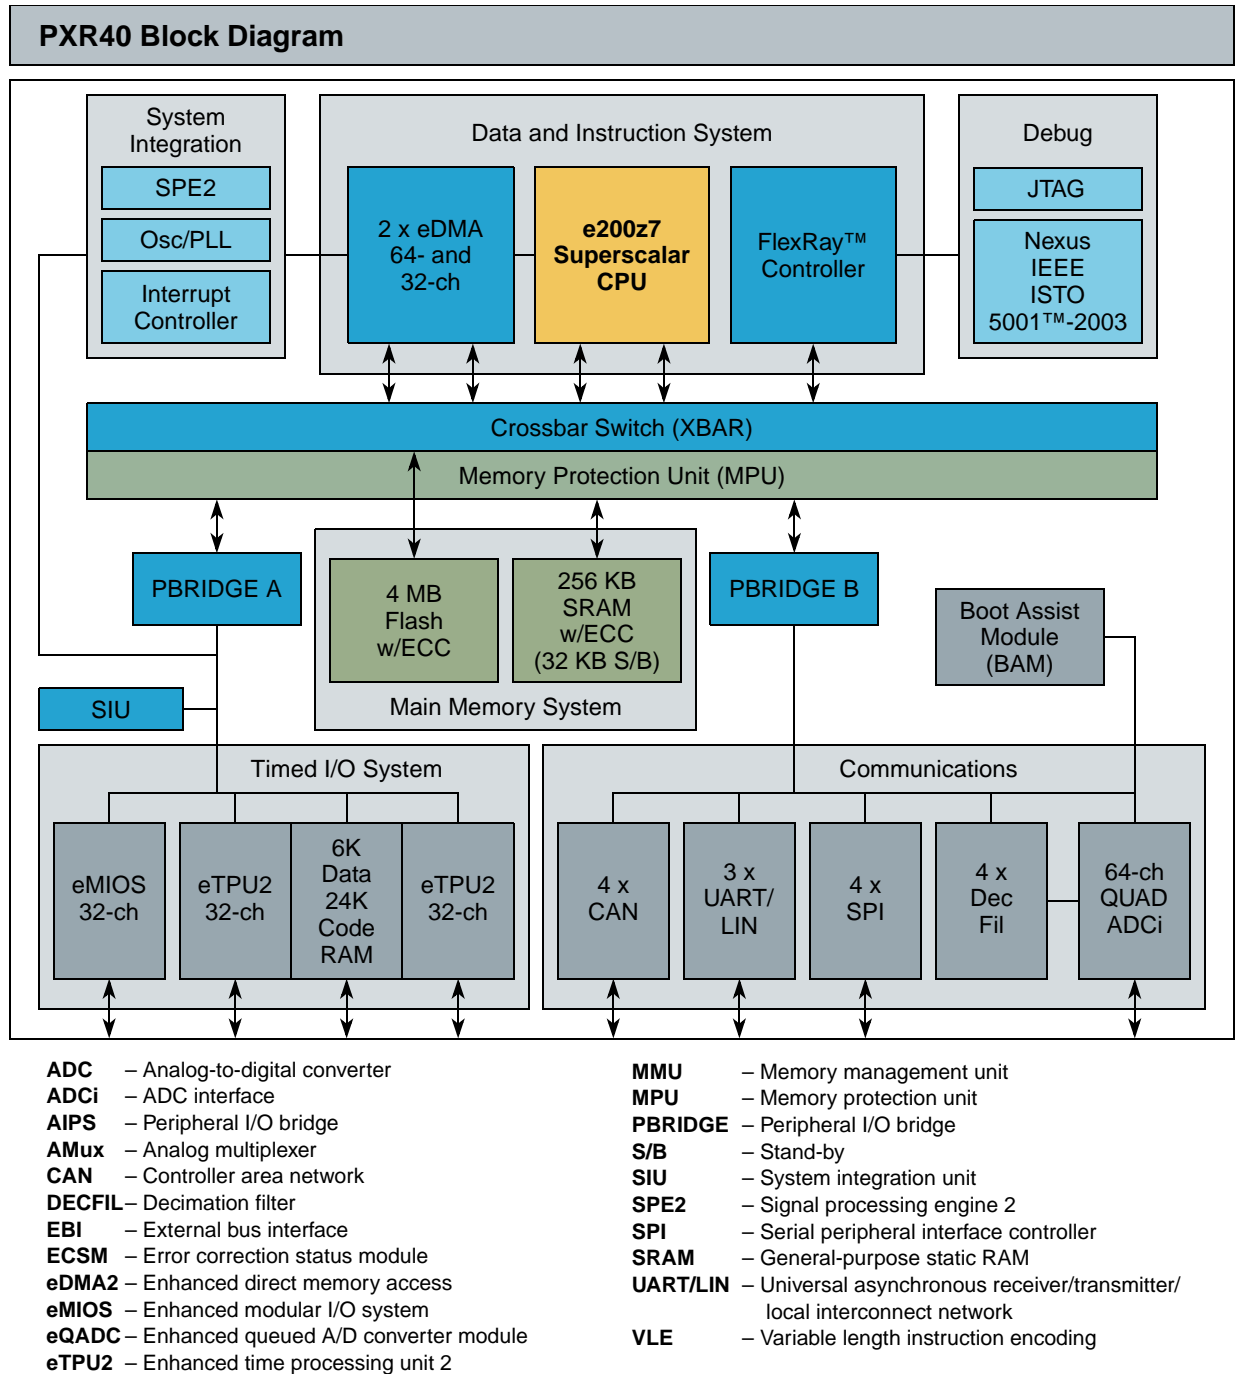 PXR40 Block Diagram
System
Integration
SPE2
Osc/PLL
Interrupt
Controller
Data and Instruction System
2 x eDMA
64- and
32-ch
e200z7
Superscalar
CPU
FlexRay™
Controller
Debug
JTAG
Nexus
IEEE
ISTO
5001™-2003
Crossbar Switch (XBAR)
Memory Protection Unit (MPU)
PBRIDGE A
4 MB
Flash
w/ECC
256 KB
SRAM
w/ECC
(32 KB S/B)
Main Memory System
PBRIDGE B
Boot Assist
Module
(BAM)
SIU
Timed I/O System
eMIOS
32-ch
eTPU2
32-ch
6K
Data
24K
Code
RAM
eTPU2
32-ch
Communications
4 x
CAN
3 x
UART/
LIN
4 x
SPI
4 x
Dec
Fil
64-ch
QUAD
ADCi
ADC – Analog-to-digital converter
ADCi – ADC interface
AIPS – Peripheral I/O bridge
AMux – Analog multiplexer
CAN – Controller area network
DECFIL – Decimation filter
EBI – External bus interface
ECSM – Error correction status module
eDMA2 – Enhanced direct memory access
eMIOS – Enhanced modular I/O system
eQADC – Enhanced queued A/D converter module
eTPU2 – Enhanced time processing unit 2
MMU – Memory management unit
MPU – Memory protection unit
PBRIDGE – Peripheral I/O bridge
S/B – Stand-by
SIU – System integration unit
SPE2 – Signal processing engine 2
SPI – Serial peripheral interface controller
SRAM – General-purpose static RAM
UART/LIN – Universal asynchronous receiver/transmitter/
local interconnect network
VLE – Variable length instruction encoding